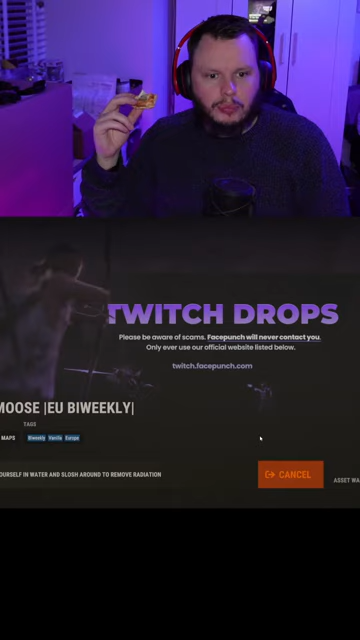 TWITCH DROPS
Please be aware of scams. Facepunch will never contact you.
Only ever use our official website listed below.
twitch.facepunch.com
MOOSE |EU BIWEEKLY|
TAGS
MAPS
Biweekly Vanilla Europe
OURSELF IN WATER AND SLOSH AROUND TO REMOVE RADIATION
CANCEL
ASSET WA